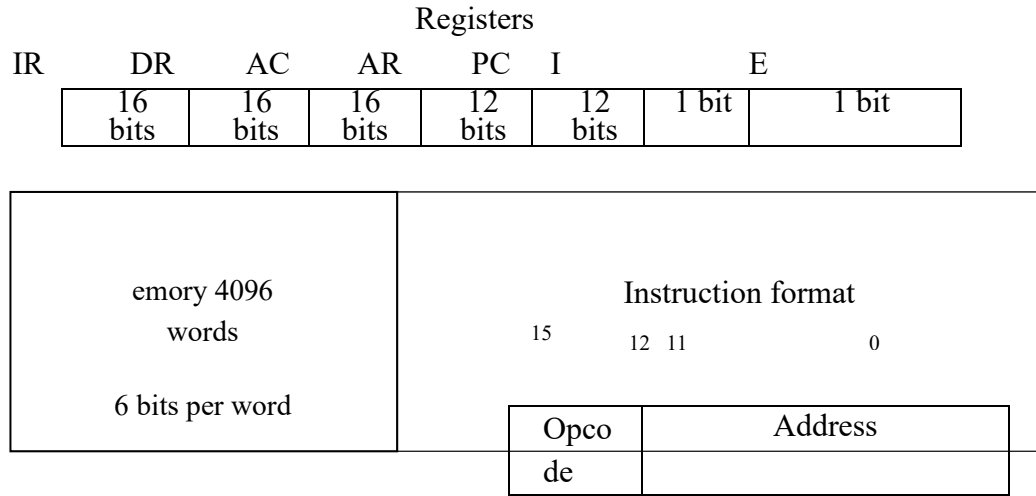 Registers
IR DR AC AR PC I E
16 bits 16 bits 16 bits 12 bits 12 bits 1 bit 1 bit
emory 4096
words
6 bits per word
Instruction format
15 12 11 0
Opco Address
de